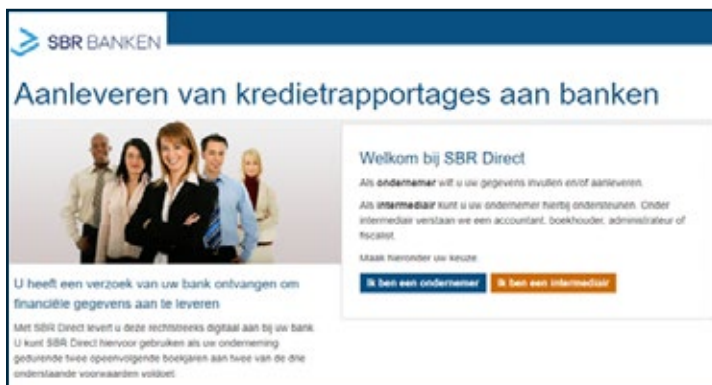 SBR BANKEN
Aanleveren van kredietrapportages aan banken
Welkom bij SBR Direct
Als ondernemer wilt u uw gegevens invullen en/of aanleveren.
Als intermediair kunt u uw ondernemer hierbij ondersteunen. Onder
intermediair verstaan we een accountant, boekhouder, administrateur of
fiscalist.
Maak hieronder uw keuze.
Ik ben een ondernemer
Ik ben een intermediair
U heeft een verzoek van uw bank ontvangen om
financiële gegevens aan te leveren
Met SBR Direct levert u deze rechtstreeks digitaal aan bij uw bank.
U kunt SBR Direct hiervoor gebruiken als uw onderneming
gedurende twee opeenvolgende boekjaren aan twee van de drie
onderstaande voorwaarden voldoet: